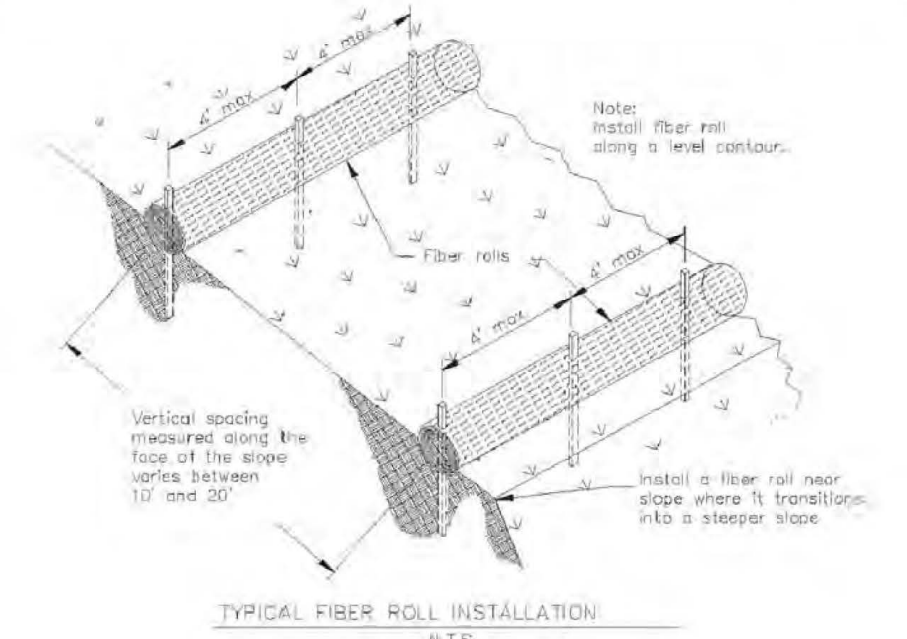 4' max
4' max
Note:
Install fiber roll
along a level contour.
Fiber rolls
4' max
4' max
Vertical spacing
measured along the
face of the slope
varies between
10' and 20'
Install a fiber roll near
slope where it transitions
into a steeper slope
TYPICAL FIBER ROLL INSTALLATION
N.T.S.